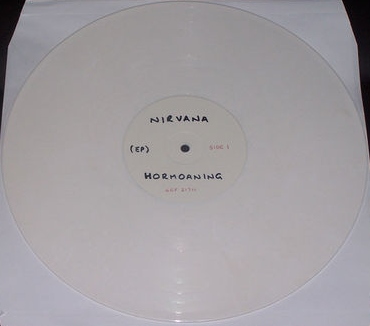 NIRVANA
(EP) SIDE 1
HORMOANING